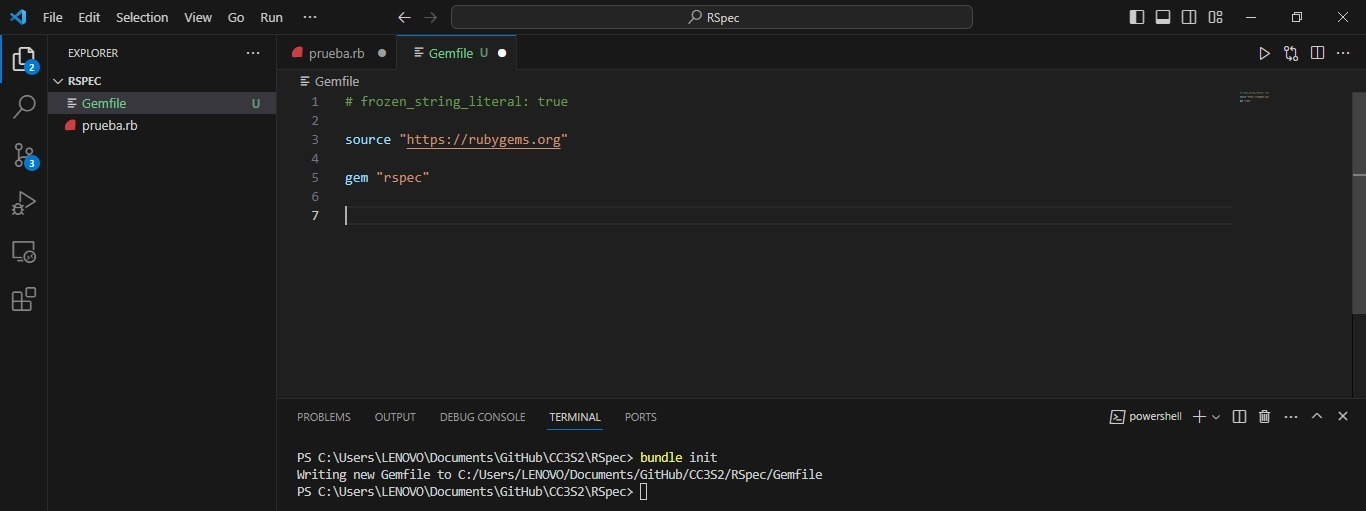 File Edit Selection View Go Run ··· RSpec
EXPLORER ···
RSPEC
Gemfile U
prueba.rb
2
3
prueba.rb
Gemfile U
Gemfile
1 # frozen_string_literal: true
2
3 source "https://rubygems.org"
4
5 gem "rspec"
6
7
PROBLEMS OUTPUT DEBUG CONSOLE TERMINAL PORTS powershell
PS C:\Users\LENOVO\Documents\GitHub\CC3S2\RSpec> bundle init
Writing new Gemfile to C:/Users/LENOVO/Documents/GitHub/CC3S2/RSpec/Gemfile
PS C:\Users\LENOVO\Documents\GitHub\CC3S2\RSpec>